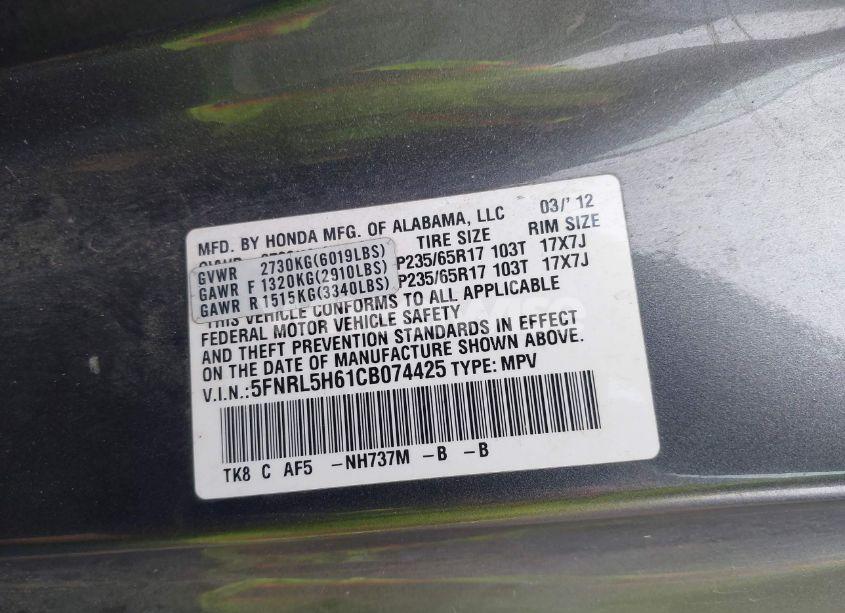 MFD. BY HONDA MFG. OF ALABAMA, LLC 03/' 12
TIRE SIZE RIM SIZE
GVWR 2730KG(6019LBS)
GAWR F 1320KG(2910LBS) P235/65R17 103T 17X7J
GAWR R 1515KG(3340LBS) P235/65R17 103T 17X7J
THIS VEHICLE CONFORMS TO ALL APPLICABLE
FEDERAL MOTOR VEHICLE SAFETY
AND THEFT PREVENTION STANDARDS IN EFFECT
ON THE DATE OF MANUFACTURE SHOWN ABOVE.
V.I.N.:5FNRL5H61CB074425 TYPE: MPV
TK8 C AF5 -NH737M -B -B